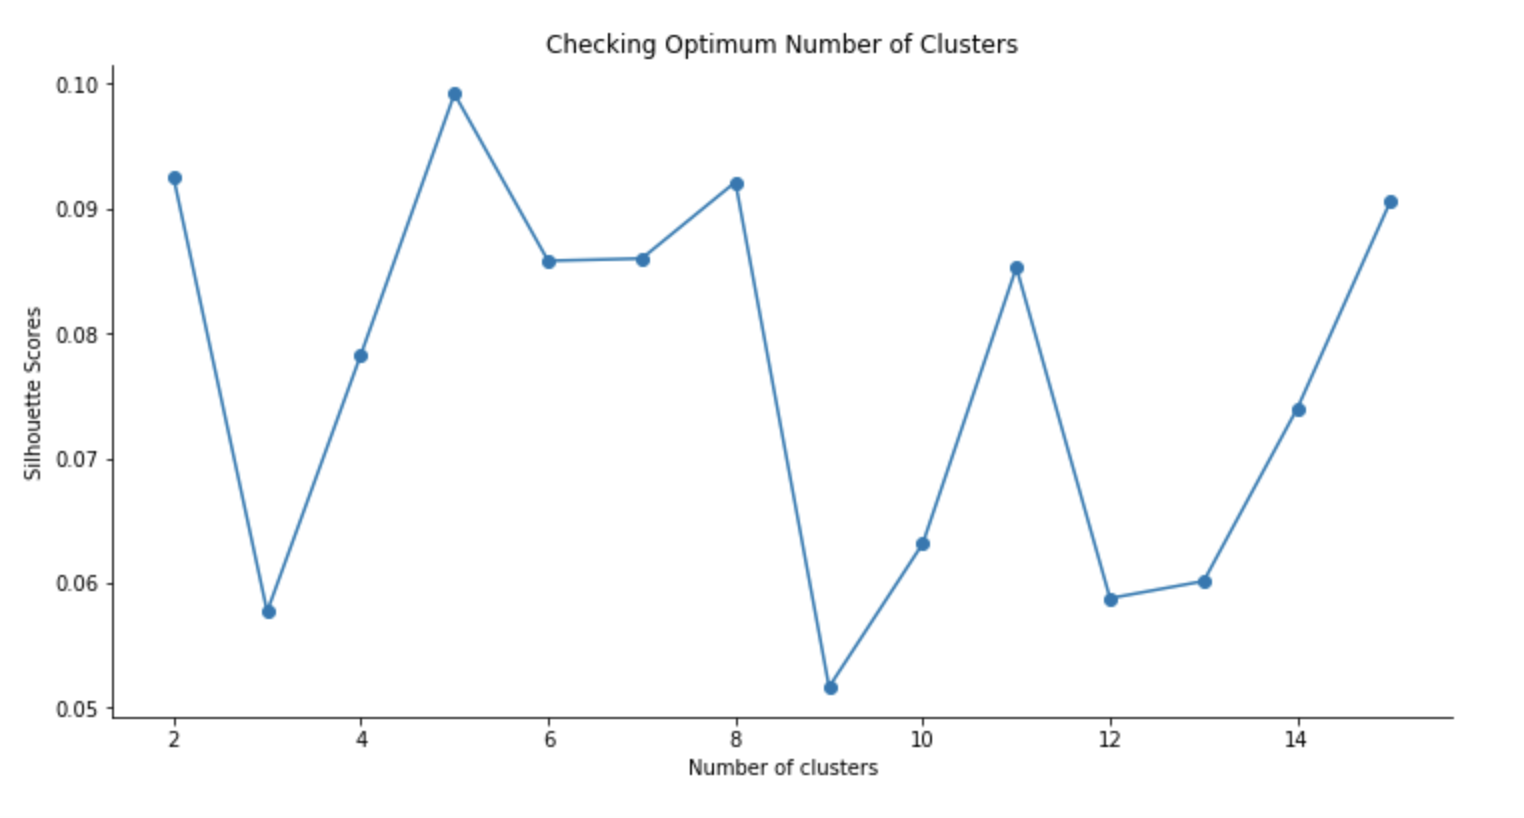 Checking Optimum Number of Clusters
0.10
0.09
0.08
0.07
0.06
0.05
Silhouette Scores
2 4 6 8 10 12 14
Number of clusters